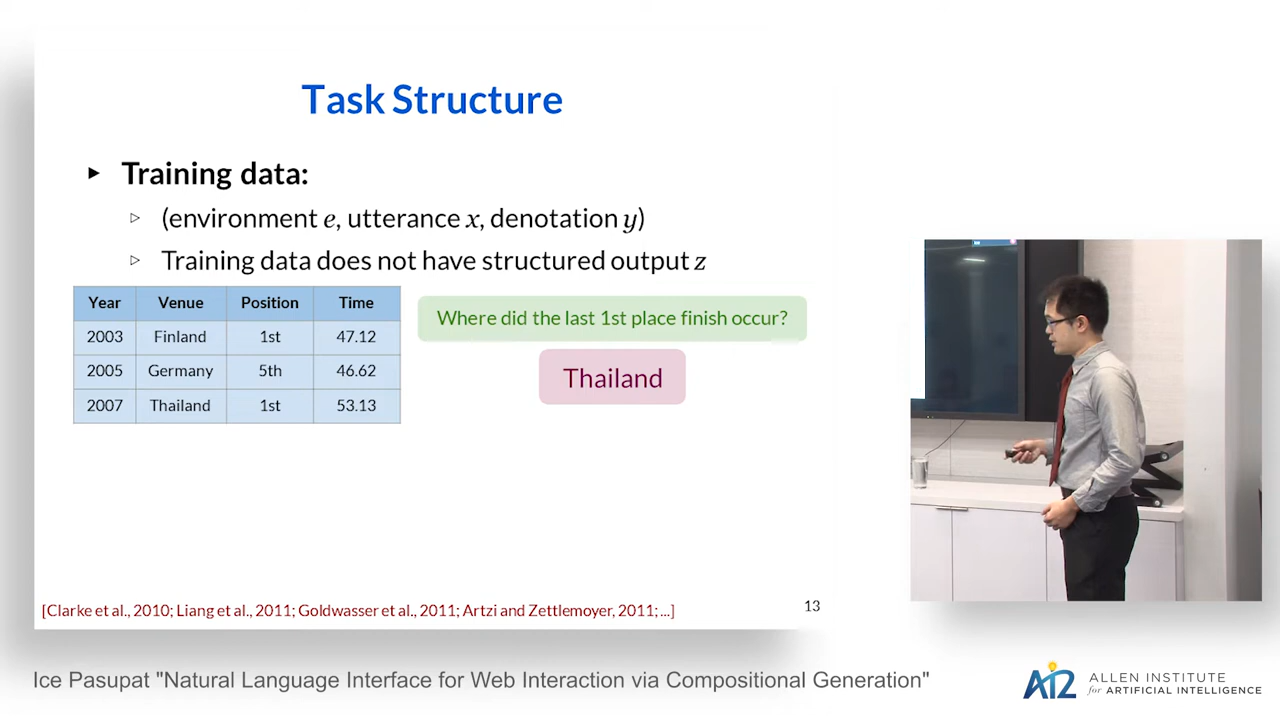 Task Structure
▸ Training data:
▹ (environment e, utterance x, denotation y)
▹ Training data does not have structured output z
Year Venue Position Time
2003 Finland 1st 47.12
2005 Germany 5th 46.62
2007 Thailand 1st 53.13
Where did the last 1st place finish occur?
Thailand
[Clarke et al., 2010; Liang et al., 2011; Goldwasser et al., 2011; Artzi and Zettlemoyer, 2011; ...]
13
Ice Pasupat "Natural Language Interface for Web Interaction via Compositional Generation"
AI2
ALLEN INSTITUTE
for ARTIFICIAL INTELLIGENCE